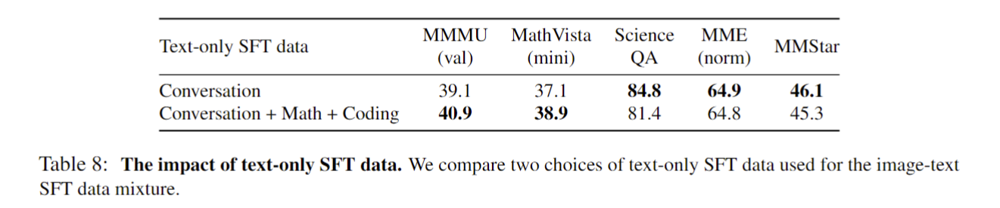 Text-only SFT data MMMU (val) MathVista (mini) Science QA MME (norm) MMStar
Conversation 39.1 37.1 84.8 64.9 46.1
Conversation + Math + Coding 40.9 38.9 81.4 64.8 45.3
Table 8: The impact of text-only SFT data. We compare two choices of text-only SFT data used for the image-text
SFT data mixture.